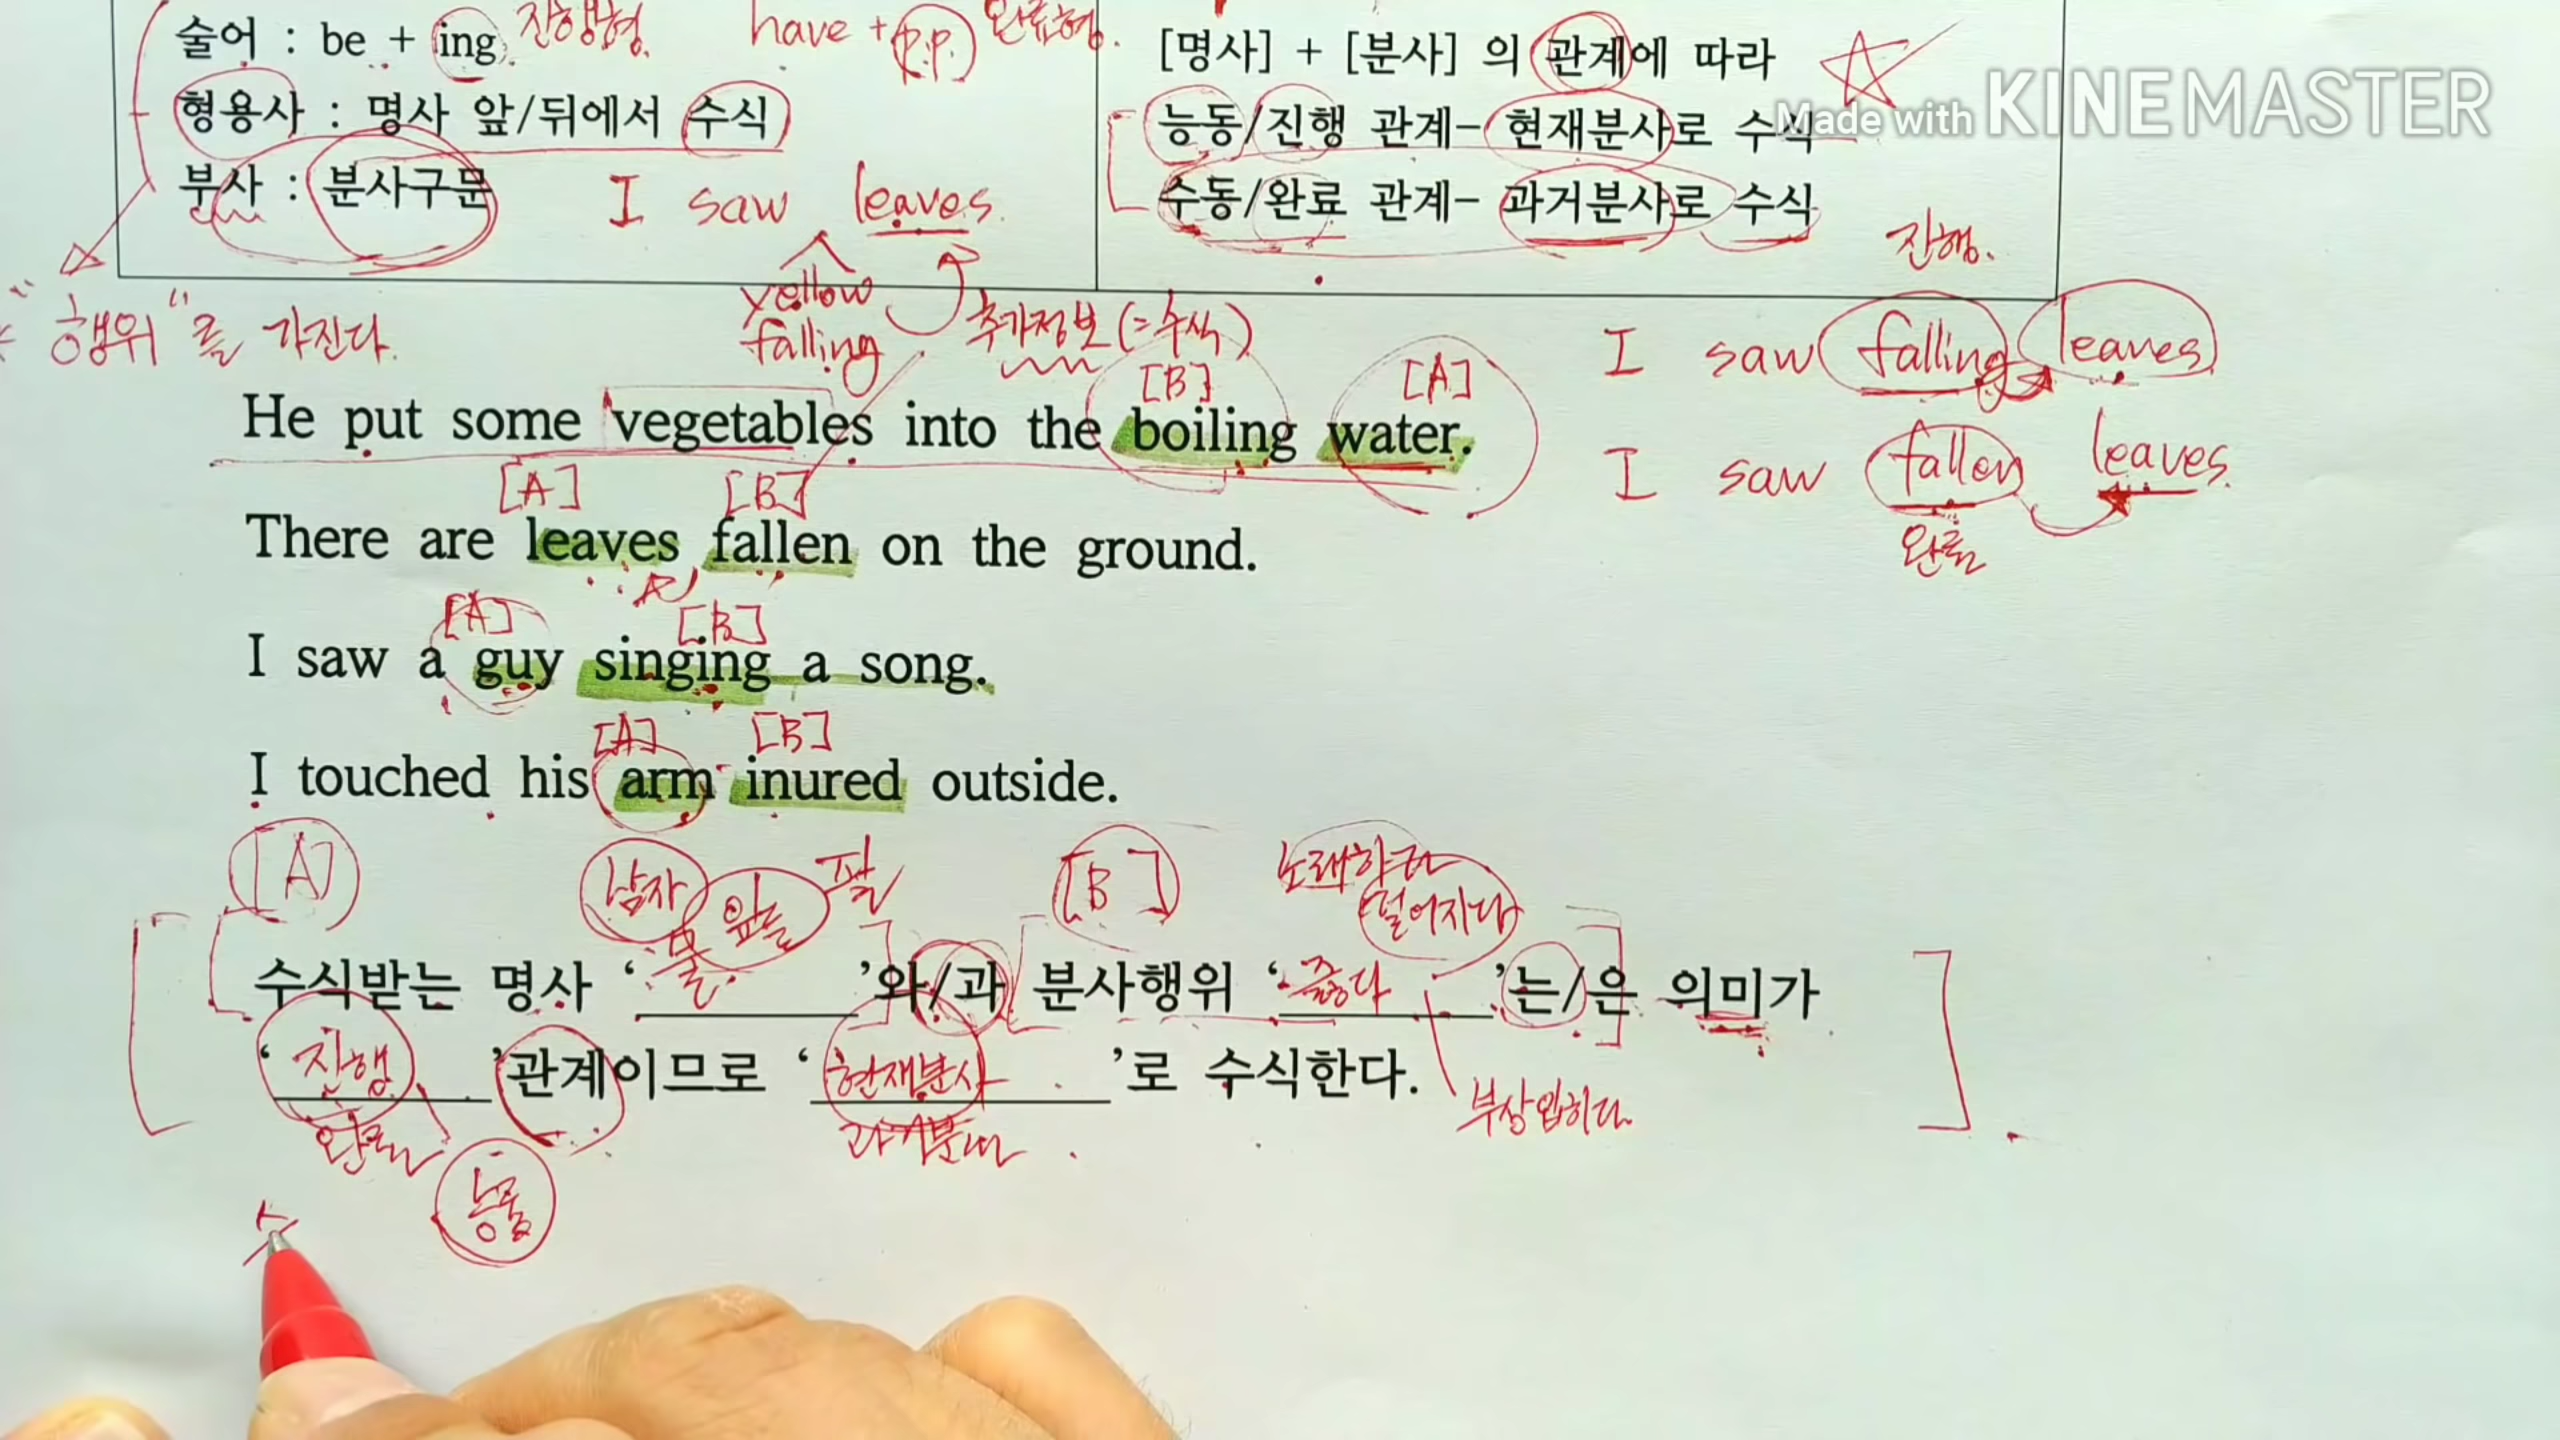 술어 : be + ing 진행형. have + p.p. 완료형.
형용사 : 명사 앞/뒤에서 수식
부사 : 분사구문 I saw leaves.
yellow
falling
추가정보 (=수식)
"행위"를 가진다.
[명사] + [분사] 의 관계에 따라
능동/진행 관계- 현재분사로 수식
수동/완료 관계- 과거분사로 수식
Made with KINEMASTER
진행.
I saw falling leaves
I saw fallen leaves.
완료
[B] [A]
He put some vegetables into the boiling water.
[A] [B]
There are leaves fallen on the ground.
[A] [B]
I saw a guy singing a song.
[A] [B]
I touched his arm inured outside.
[A] 남자 잎들 팔 [B] 노래하다 떨어지다
수식받는 명사 ‘물’와/과 분사행위 ‘끓다’는/은 의미가
‘진행’관계이므로 ‘현재분사’로 수식한다.
완료 과거분사 부상입히다.
능동
수